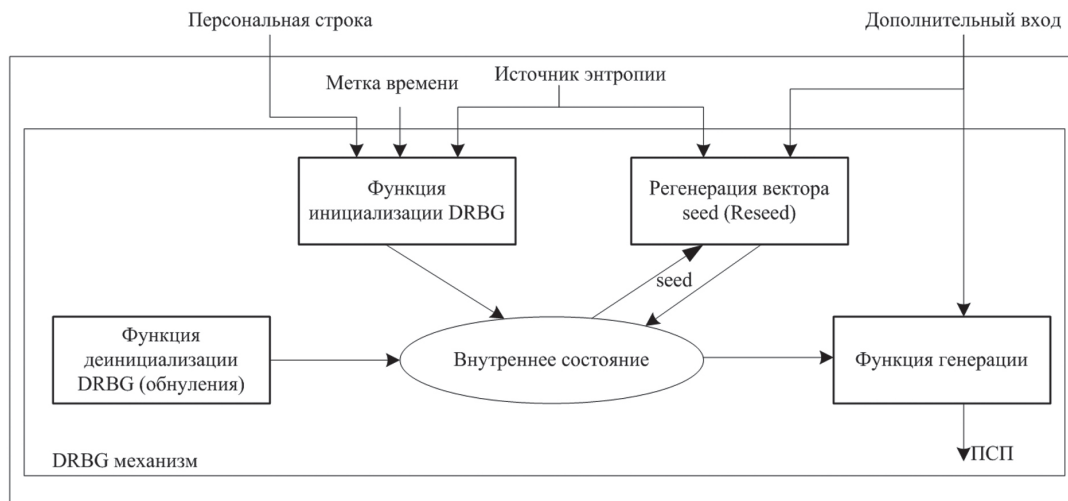 Персональная строка
Дополнительный вход
Источник энтропии
Метка времени
Функция
инициализации DRBG
Регенерация вектора
seed (Reseed)
seed
Функция
деинициализации
DRBG (обнуления)
Внутреннее состояние
Функция генерации
DRBG механизм
ПСП